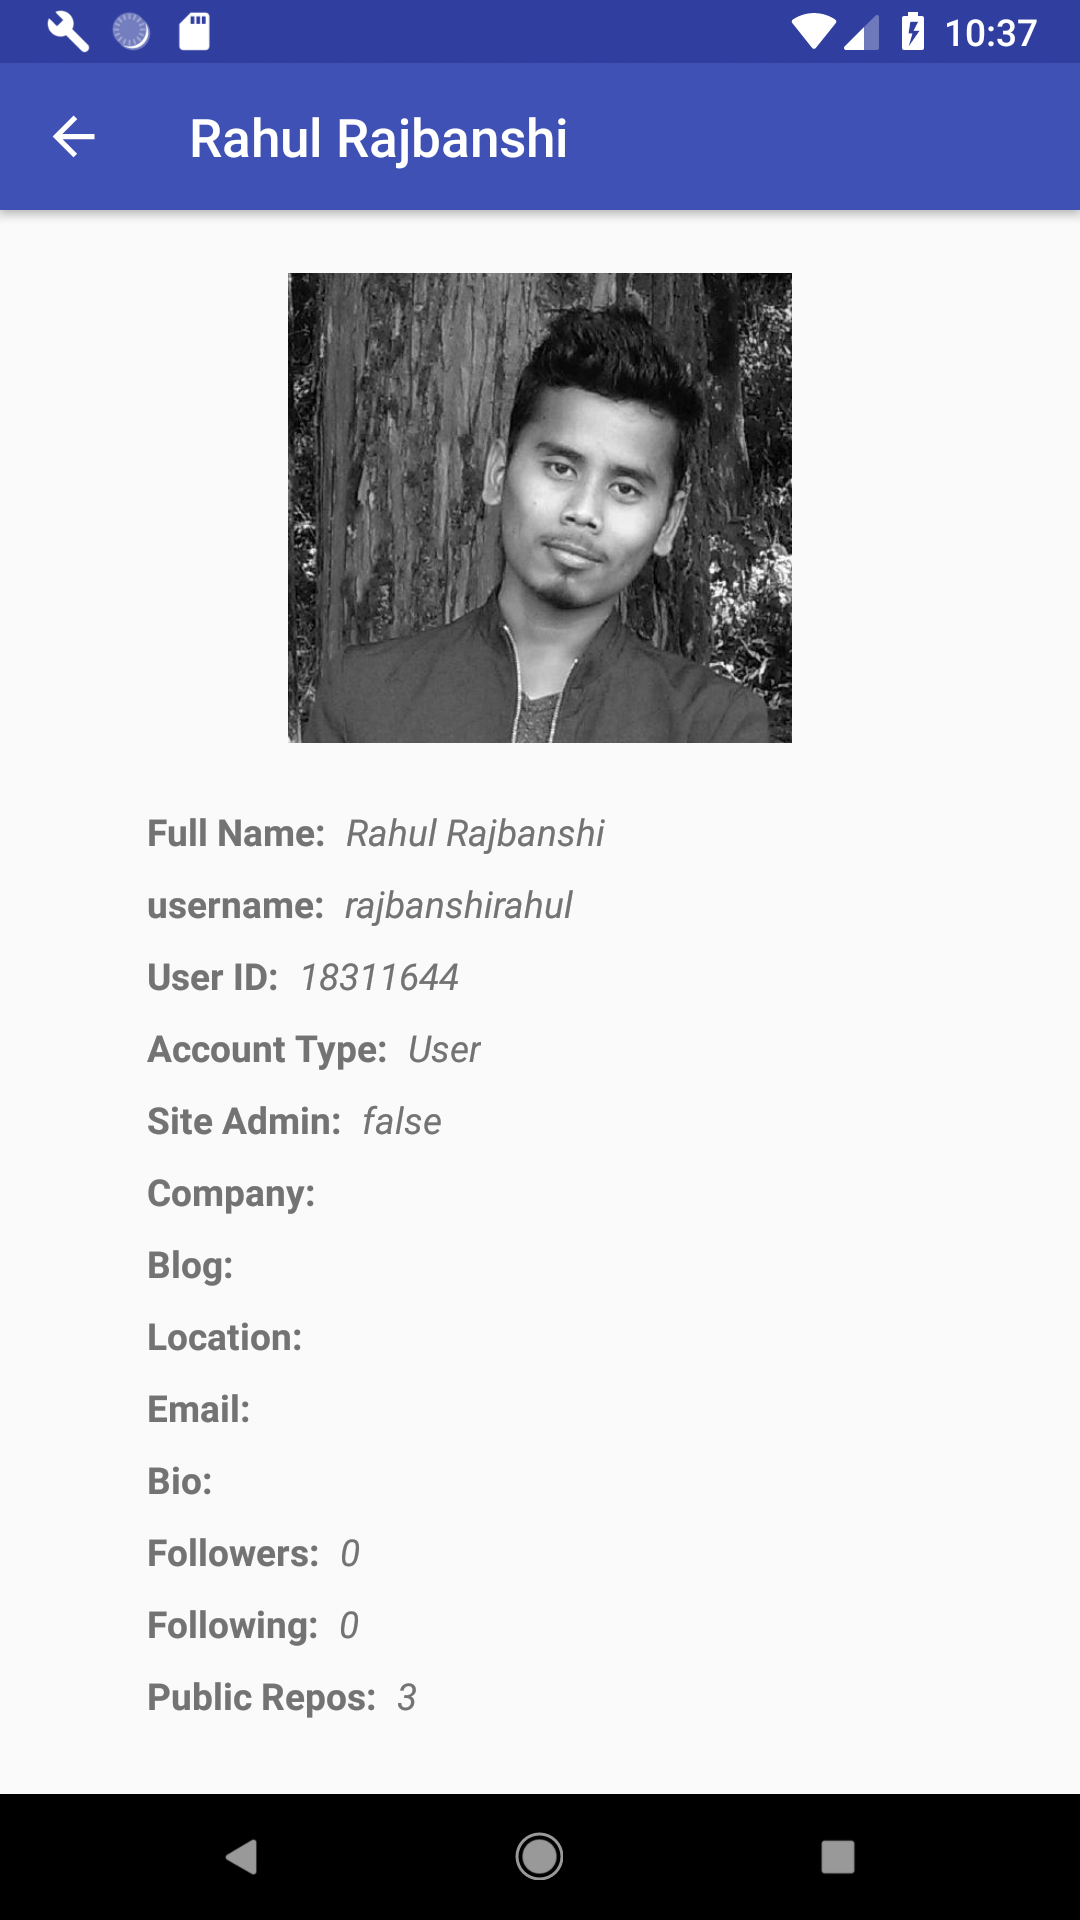 10:37
Rahul Rajbanshi
Full Name: Rahul Rajbanshi
username: rajbanshirahul
User ID: 18311644
Account Type: User
Site Admin: false
Company:
Blog:
Location:
Email:
Bio:
Followers: 0
Following: 0
Public Repos: 3